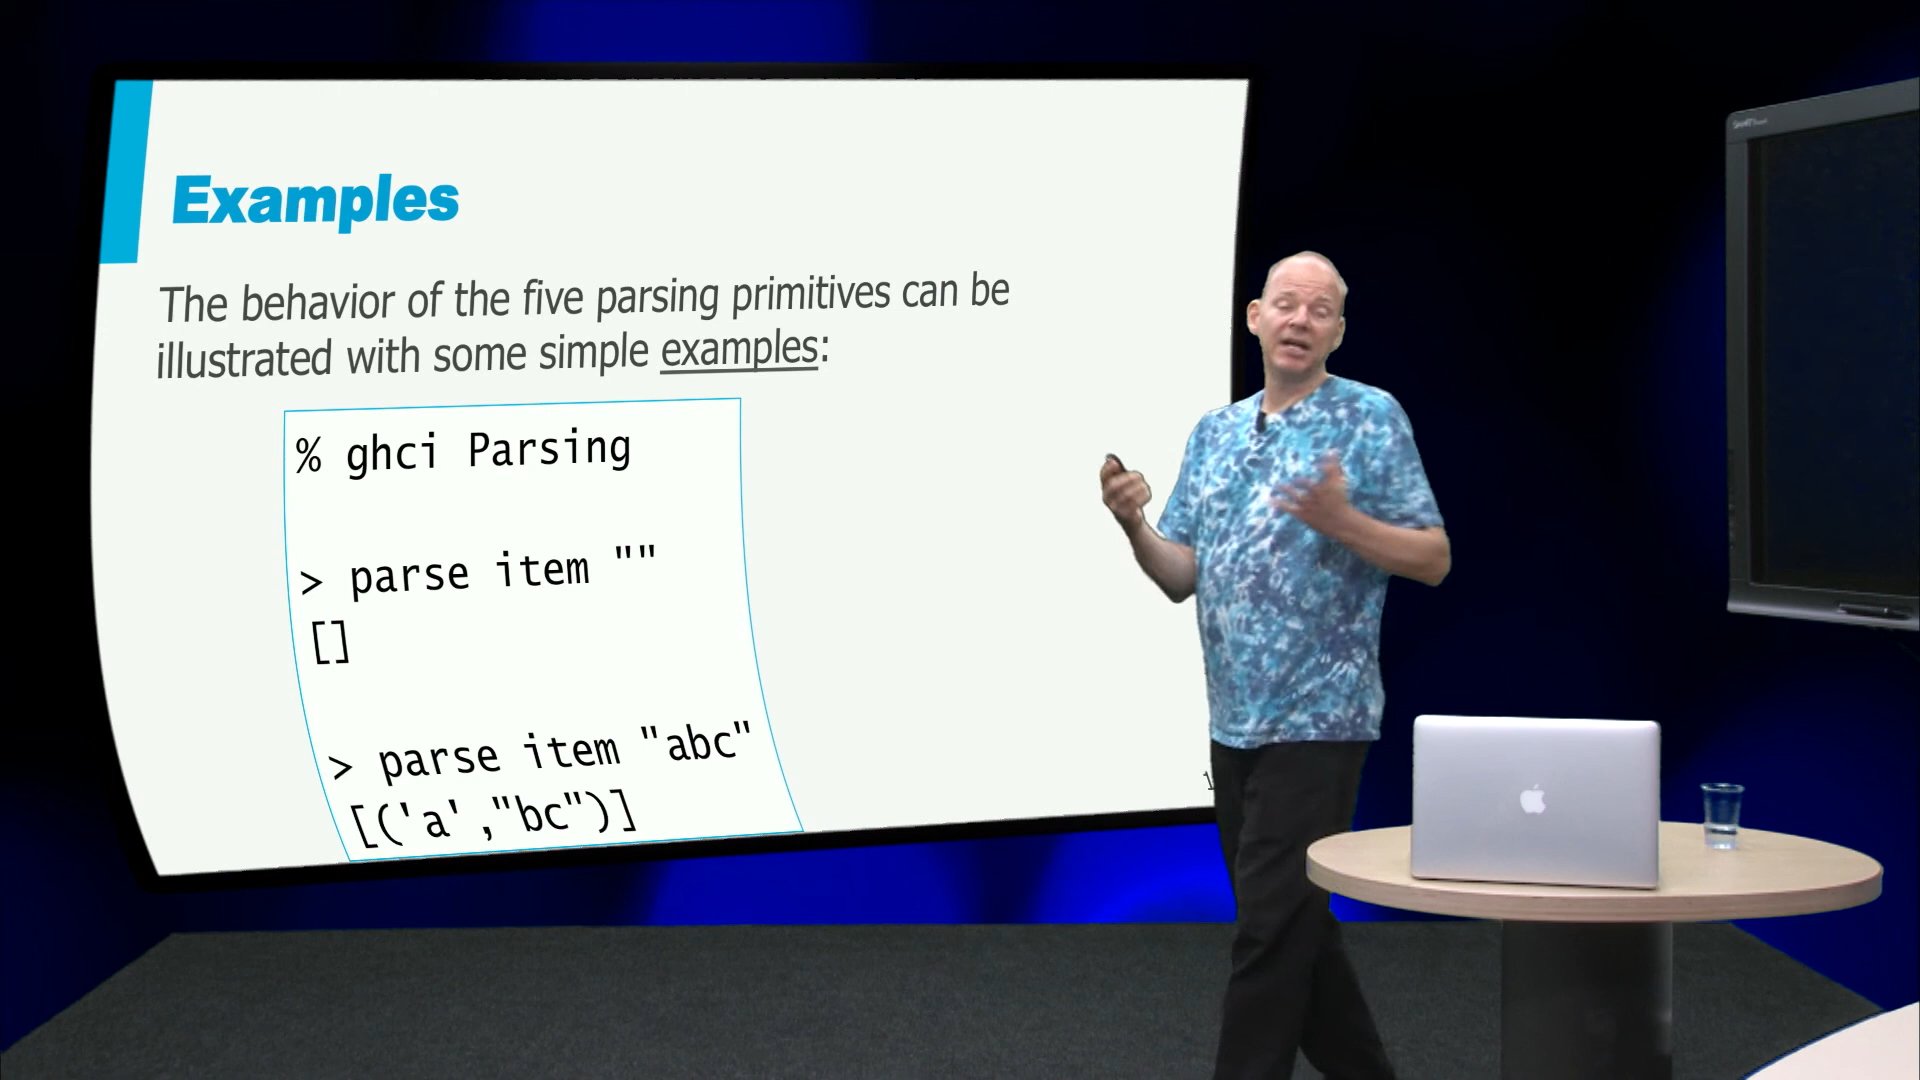 Examples
The behavior of the five parsing primitives can be
illustrated with some simple examples:
% ghci Parsing
> parse item ""
[]
> parse item "abc"
[('a',"bc")]